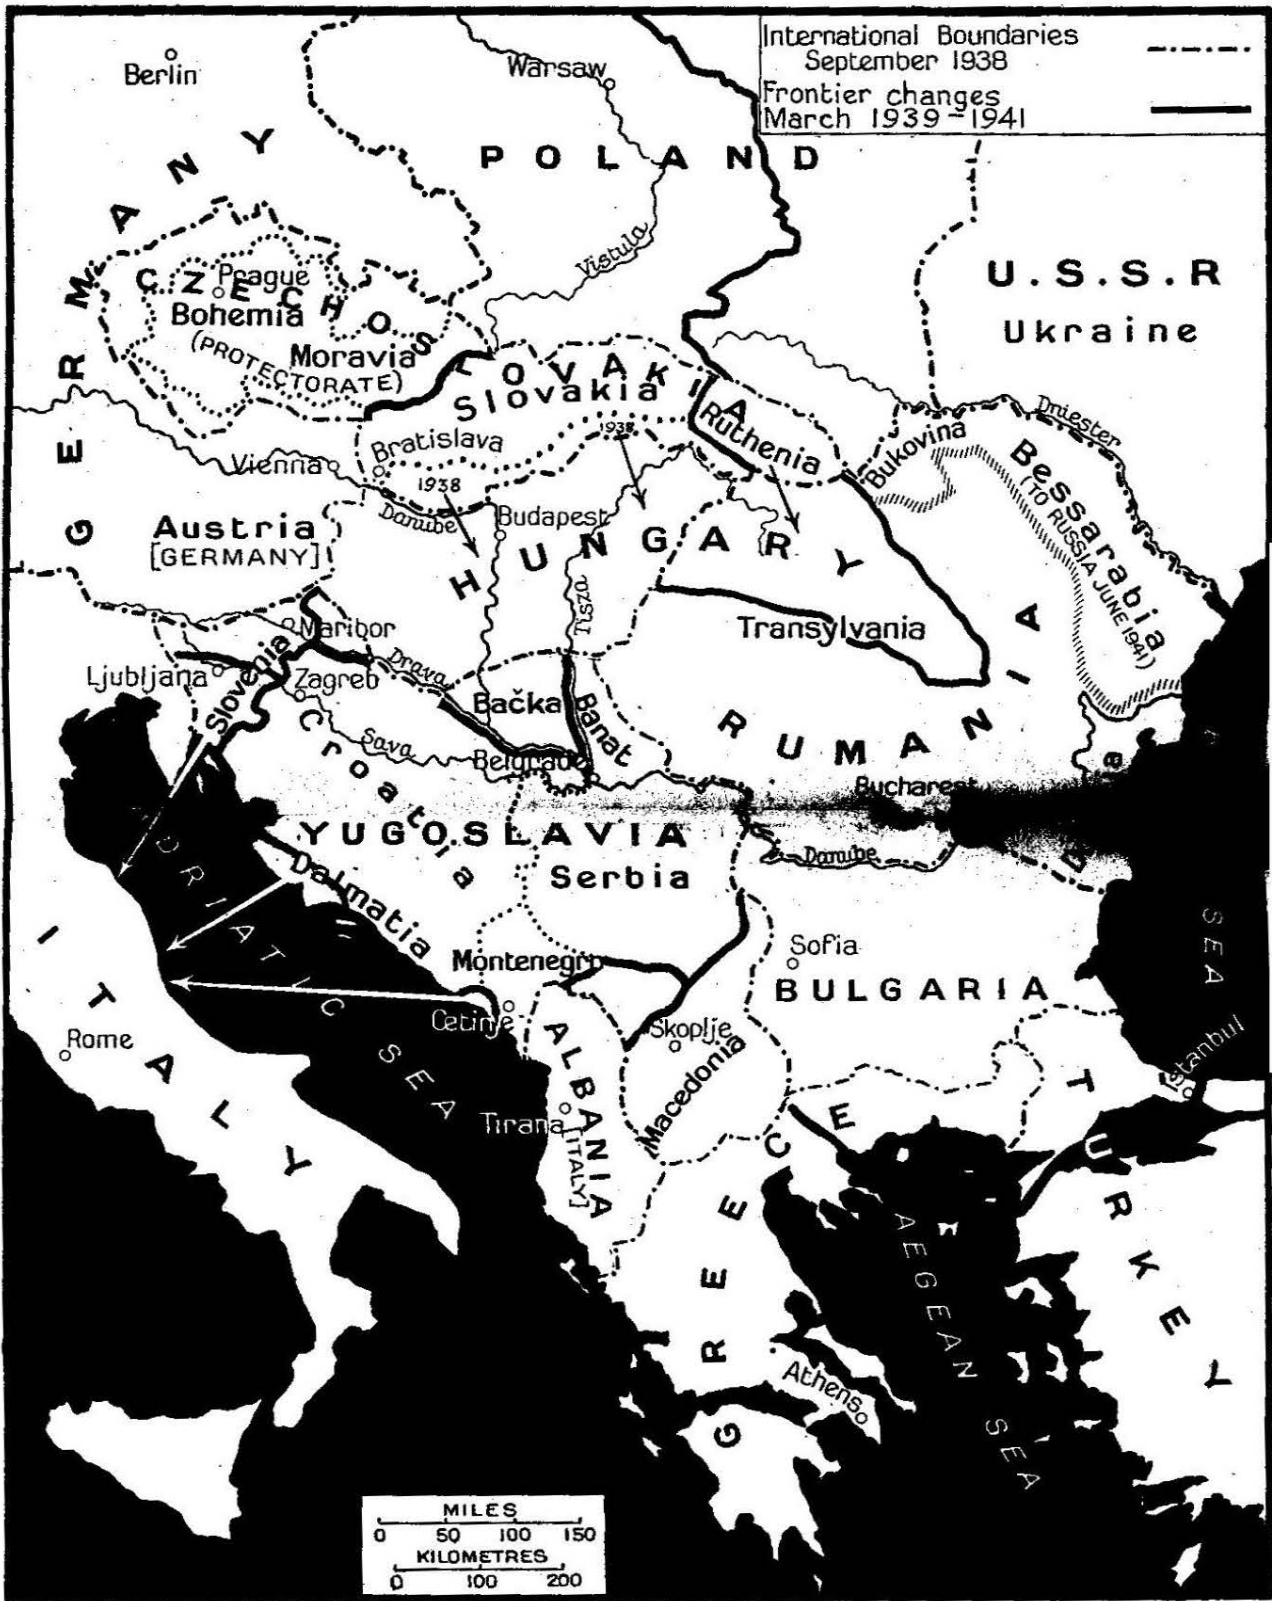 International Boundaries
September 1938
Frontier changes
March 1939-1941
Berlin
Warsaw
POLAND
GERMANY
Vistula
U.S.S.R
Ukraine
CZECHOSLOVAKIA
Prague
Bohemia
Moravia
(PROTECTORATE)
Slovakia
Ruthenia
Dniester
Bukovina
Bessarabia
(TO RUSSIA JUNE 1941)
Bratislava
Vienna
1938
1938
Danube
Budapest
Austria
[GERMANY]
HUNGARY
Tisza
Transylvania
Maribor
Ljubljana
Slovenia
Zagreb
Drava
Bačka
Banat
Croatia
Sava
Belgrade
RUMANIA
Bucharest
YUGOSLAVIA
Serbia
Danube
Dalmatia
ADRIATIC SEA
Montenegro
Cetinje
Sofia
BULGARIA
SEA
ITALY
Rome
ALBANIA
[ITALY]
Tirana
Skoplje
Macedonia
Istanbul
TURKEY
GREECE
AEGEAN SEA
Athens
MILES
0 50 100 150
KILOMETRES
0 100 200